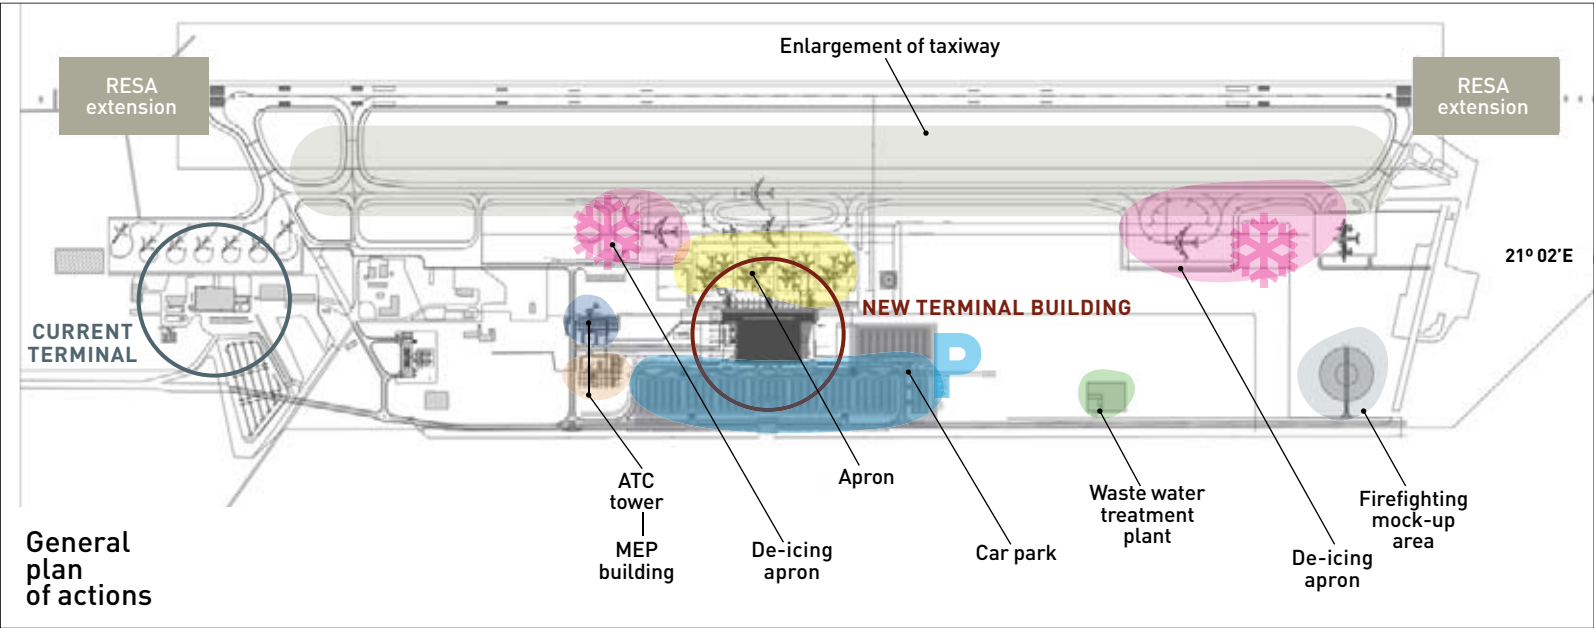 Enlargement of taxiway
RESA
extension
RESA
extension
21º 02’E
NEW TERMINAL BUILDING
CURRENT
TERMINAL
P
Apron
ATC
tower
MEP
building
De-icing
apron
Car park
Waste water
treatment
plant
De-icing
apron
Firefighting
mock-up
area
General
plan
of actions